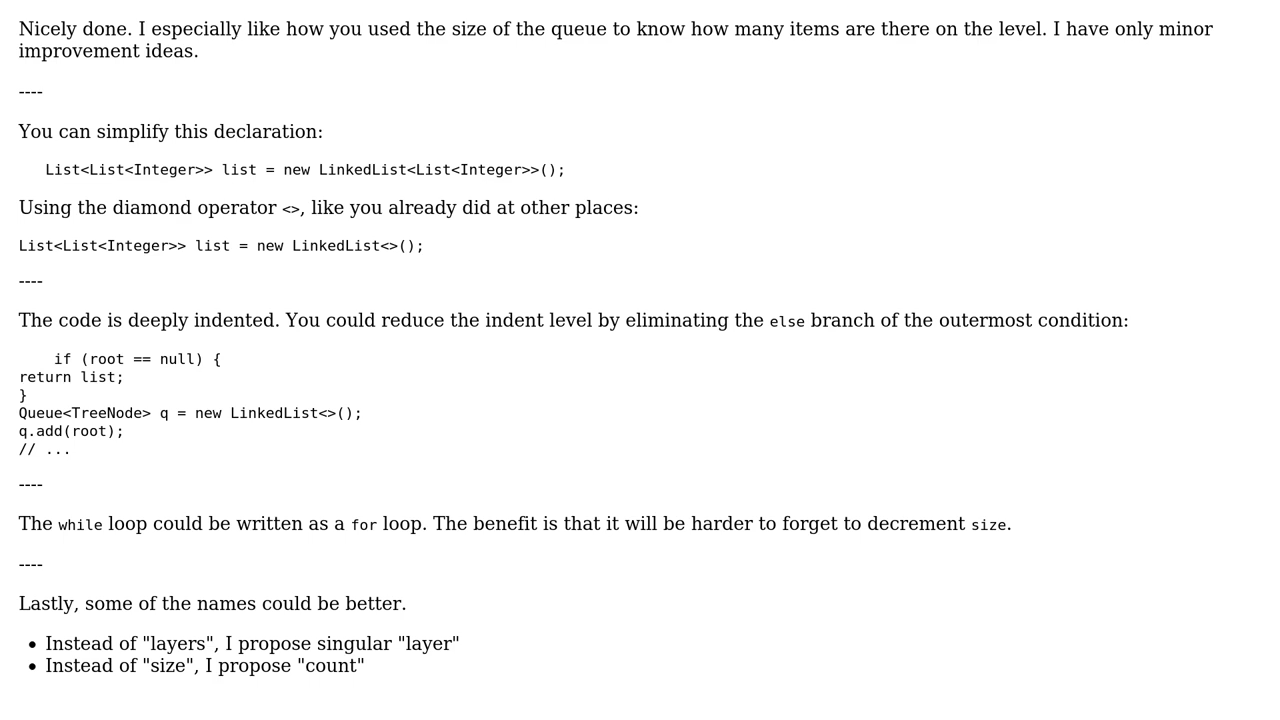 Nicely done. I especially like how you used the size of the queue to know how many items are there on the level. I have only minor
improvement ideas.
----
You can simplify this declaration:
List<List<Integer>> list = new LinkedList<List<Integer>>();
Using the diamond operator <>, like you already did at other places:
List<List<Integer>> list = new LinkedList<>();
----
The code is deeply indented. You could reduce the indent level by eliminating the else branch of the outermost condition:
if (root == null) {
return list;
}
Queue<TreeNode> q = new LinkedList<>();
q.add(root);
// ...
----
The while loop could be written as a for loop. The benefit is that it will be harder to forget to decrement size.
----
Lastly, some of the names could be better.
• Instead of "layers", I propose singular "layer"
• Instead of "size", I propose "count"